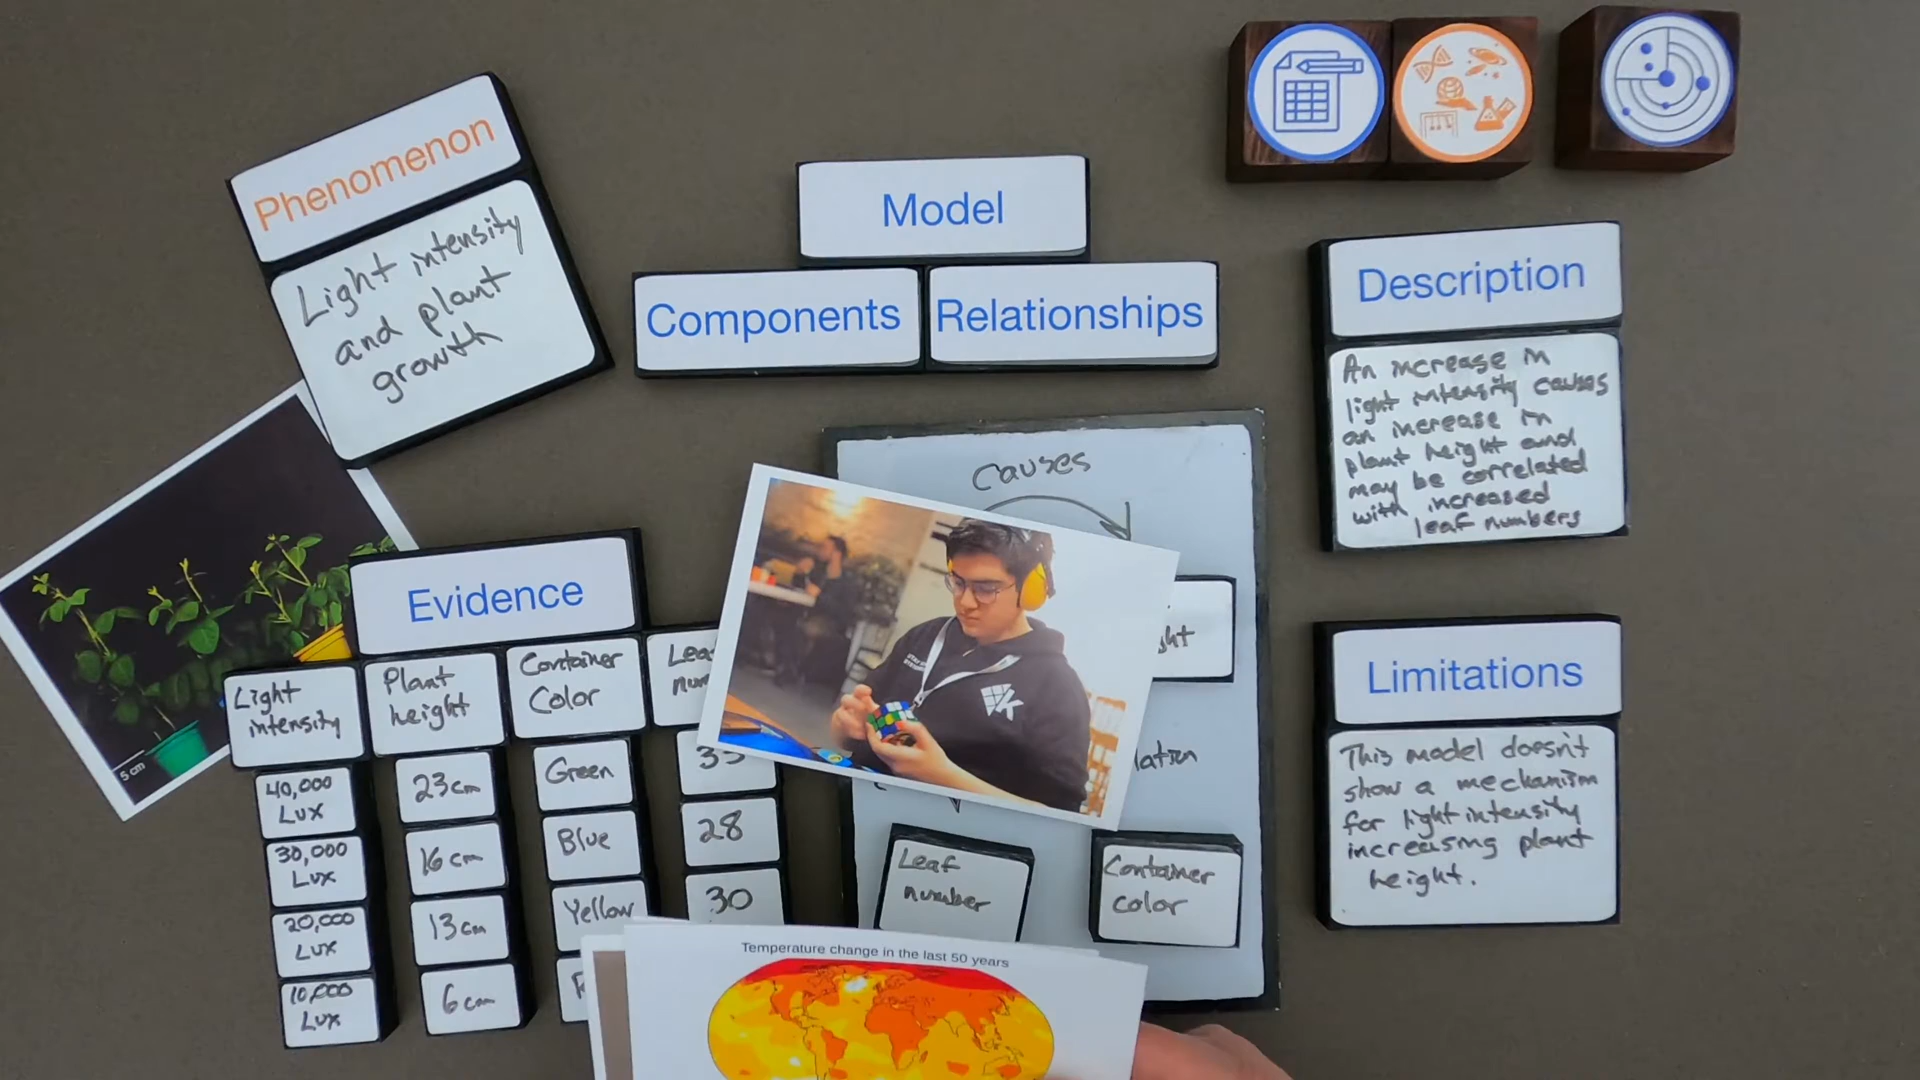 Phenomenon
Light intensity
and plant
growth
Model
Components
Relationships
Description
An increase in
light intensity causes
an increase in
plant height and
may be correlated
with increased
leaf numbers
causes
Evidence
Light
intensity
Plant
height
Container
Color
40,000
Lux
23cm
Green
33
30,000
Lux
16cm
Blue
28
20,000
Lux
13cm
Yellow
30
10,000
Lux
6cm
5 cm
Leaf
number
Container
color
Limitations
This model doesn't
show a mechanism
for light intensity
increasing plant
height.
Temperature change in the last 50 years